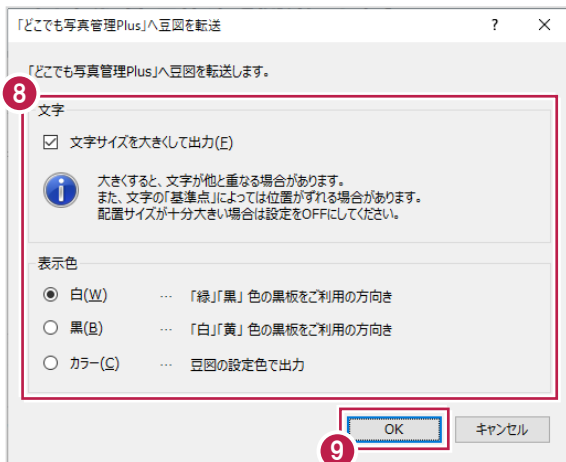 「どこでも写真管理Plus」へ豆図を転送 ? ×
「どこでも写真管理Plus」へ豆図を転送します。
8
文字
文字サイズを大きくして出力(F)
大きくすると、文字が他と重なる場合があります。
また、文字の「基準点」によっては位置がずれる場合があります。
配置サイズが十分大きい場合は設定をOFFにしてください。
表示色
白(W) … 「緑」「黒」 色の黒板をご利用の方向き
黒(B) … 「白」「黄」 色の黒板をご利用の方向き
カラー(C) … 豆図の設定色で出力
OK キャンセル
9